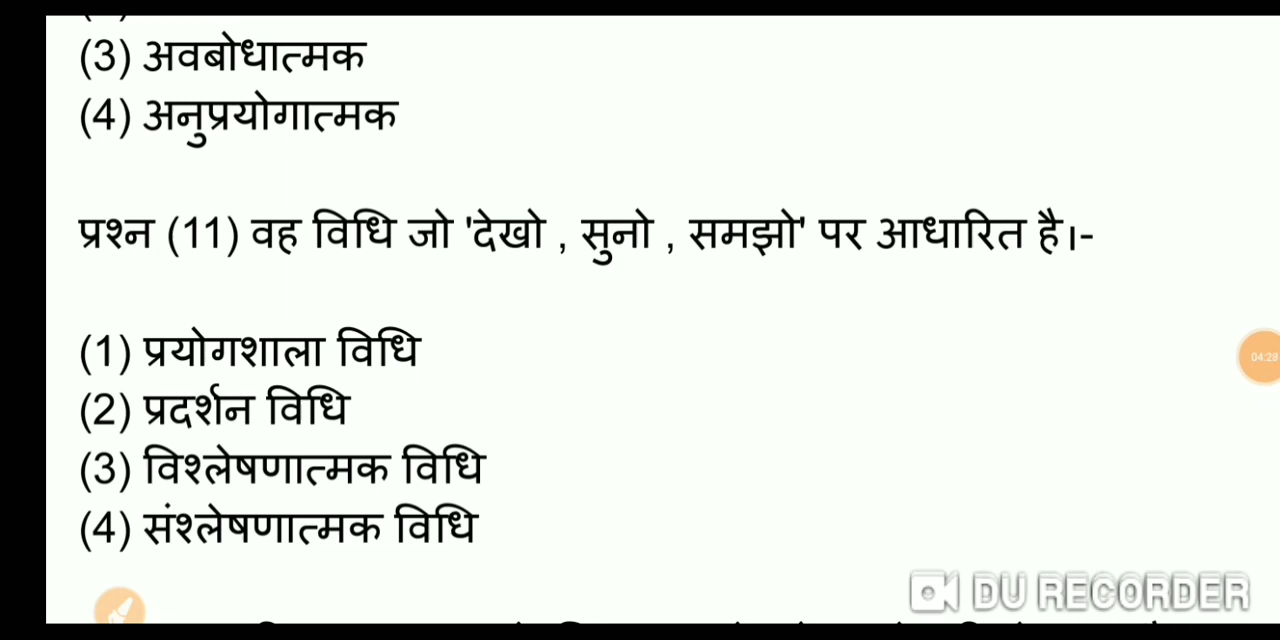 (3) अवबोधात्मक
(4) अनुप्रयोगात्मक
प्रश्न (11) वह विधि जो 'देखो , सुनो , समझो' पर आधारित है।-
(1) प्रयोगशाला विधि
04:28
(2) प्रदर्शन विधि
(3) विश्लेषणात्मक विधि
(4) संश्लेषणात्मक विधि
DU RECORDER